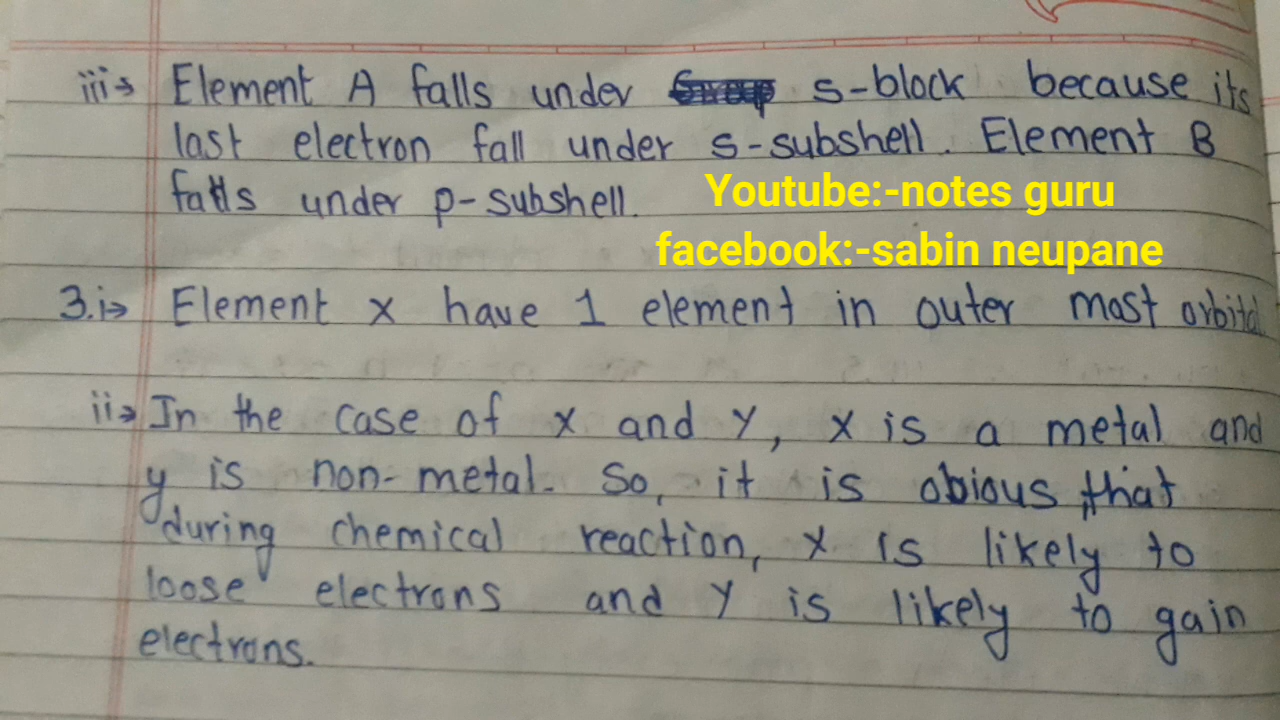 iii→ Element A falls under s-block because its
last electron fall under s-subshell. Element B
falls under p-subshell.
Youtube:-notes guru
facebook:-sabin neupane
3.i→ Element x have 1 element in outer most orbital
ii→ In the case of x and y, x is a metal and
y is non-metal. So, it is obious that
during chemical reaction, x is likely to
loose electrons and y is likely to gain
electrons.